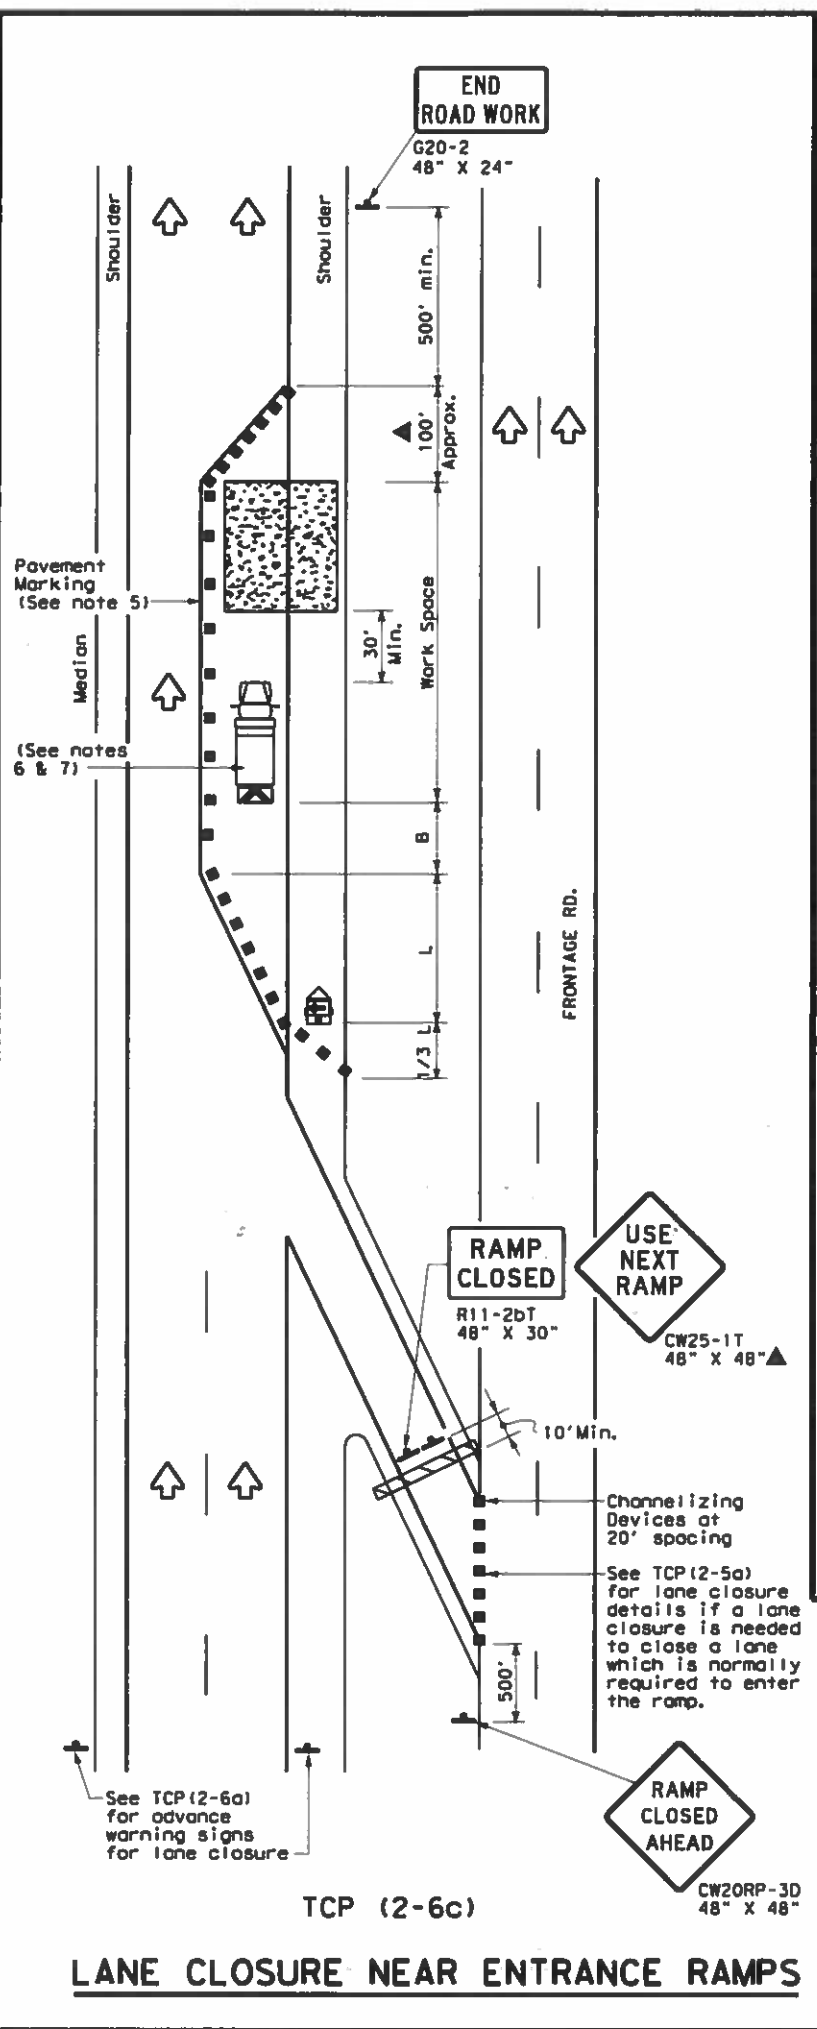 END
ROAD WORK
G20-2
48" X 24"
Shoulder
Shoulder
500' min.
100'
Approx.
Pavement
Marking
(See note 5)
Median
30'
Min.
Work Space
(See notes
6 & 7)
B
L
1/3 L
FRONTAGE RD.
RAMP
CLOSED
R11-2bT
48" X 30"
USE
NEXT
RAMP
CW25-1T
48" X 48"
10'Min.
Channelizing
Devices at
20' spacing
See TCP(2-5a)
for lane closure
details if a lane
closure is needed
to close a lane
which is normally
required to enter
the ramp.
500'
See TCP(2-6a)
for advance
warning signs
for lane closure
RAMP
CLOSED
AHEAD
CW20RP-3D
48" X 48"
TCP (2-6c)
LANE CLOSURE NEAR ENTRANCE RAMPS